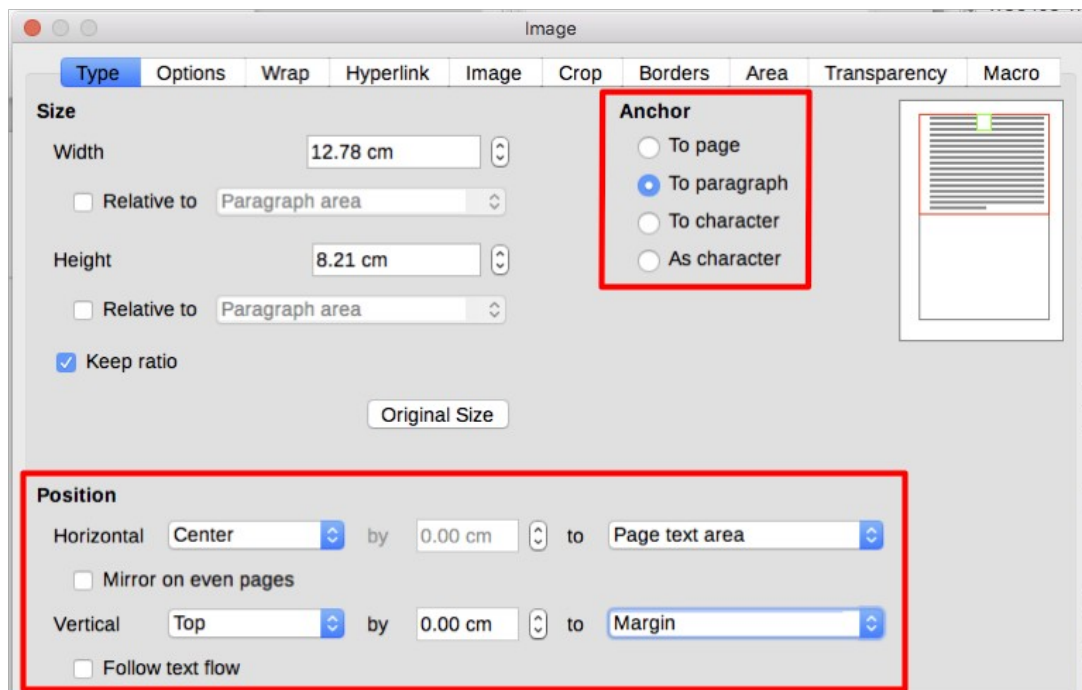 Image
Type Options Wrap Hyperlink Image Crop Borders Area Transparency Macro
Size
Anchor
Width 12.78 cm
To page
Relative to Paragraph area
To paragraph
To character
Height 8.21 cm
As character
Relative to Paragraph area
Keep ratio
Original Size
Position
Horizontal Center by 0.00 cm to Page text area
Mirror on even pages
Vertical Top by 0.00 cm to Margin
Follow text flow